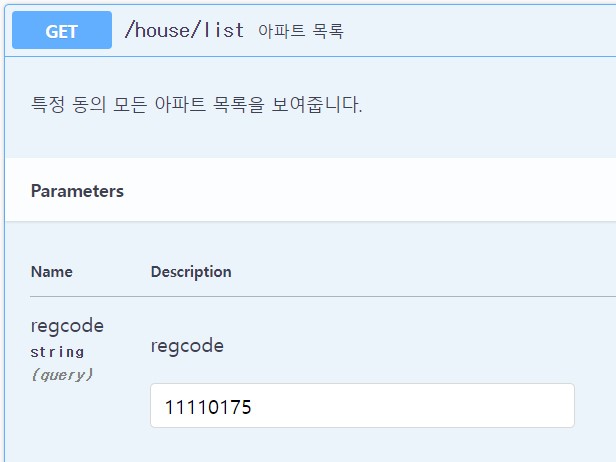 GET /house/list 아파트 목록
특정 동의 모든 아파트 목록을 보여줍니다.
Parameters
Name Description
regcode
string
(query)
regcode
11110175